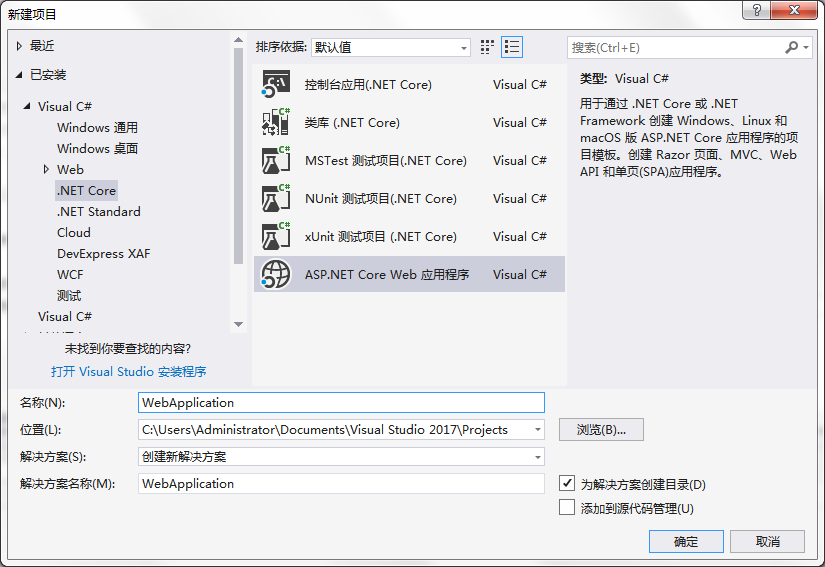 新建项目
最近
已安装
Visual C#
Windows 通用
Windows 桌面
Web
.NET Core
.NET Standard
Cloud
DevExpress XAF
WCF
测试
Visual C#
未找到你要查找的内容?
打开 Visual Studio 安装程序
排序依据: 默认值
控制台应用(.NET Core) Visual C#
类库 (.NET Core) Visual C#
MSTest 测试项目(.NET Core) Visual C#
NUnit 测试项目(.NET Core) Visual C#
xUnit 测试项目 (.NET Core) Visual C#
ASP.NET Core Web 应用程序 Visual C#
搜索(Ctrl+E)
类型: Visual C#
用于通过 .NET Core 或 .NET
Framework 创建 Windows、Linux 和
macOS 版 ASP.NET Core 应用程序的项
目模板。创建 Razor 页面、MVC、Web
API 和单页(SPA)应用程序。
名称(N): WebApplication
位置(L): C:\Users\Administrator\Documents\Visual Studio 2017\Projects 浏览(B)...
解决方案(S): 创建新解决方案
解决方案名称(M): WebApplication
为解决方案创建目录(D)
添加到源代码管理(U)
确定 取消